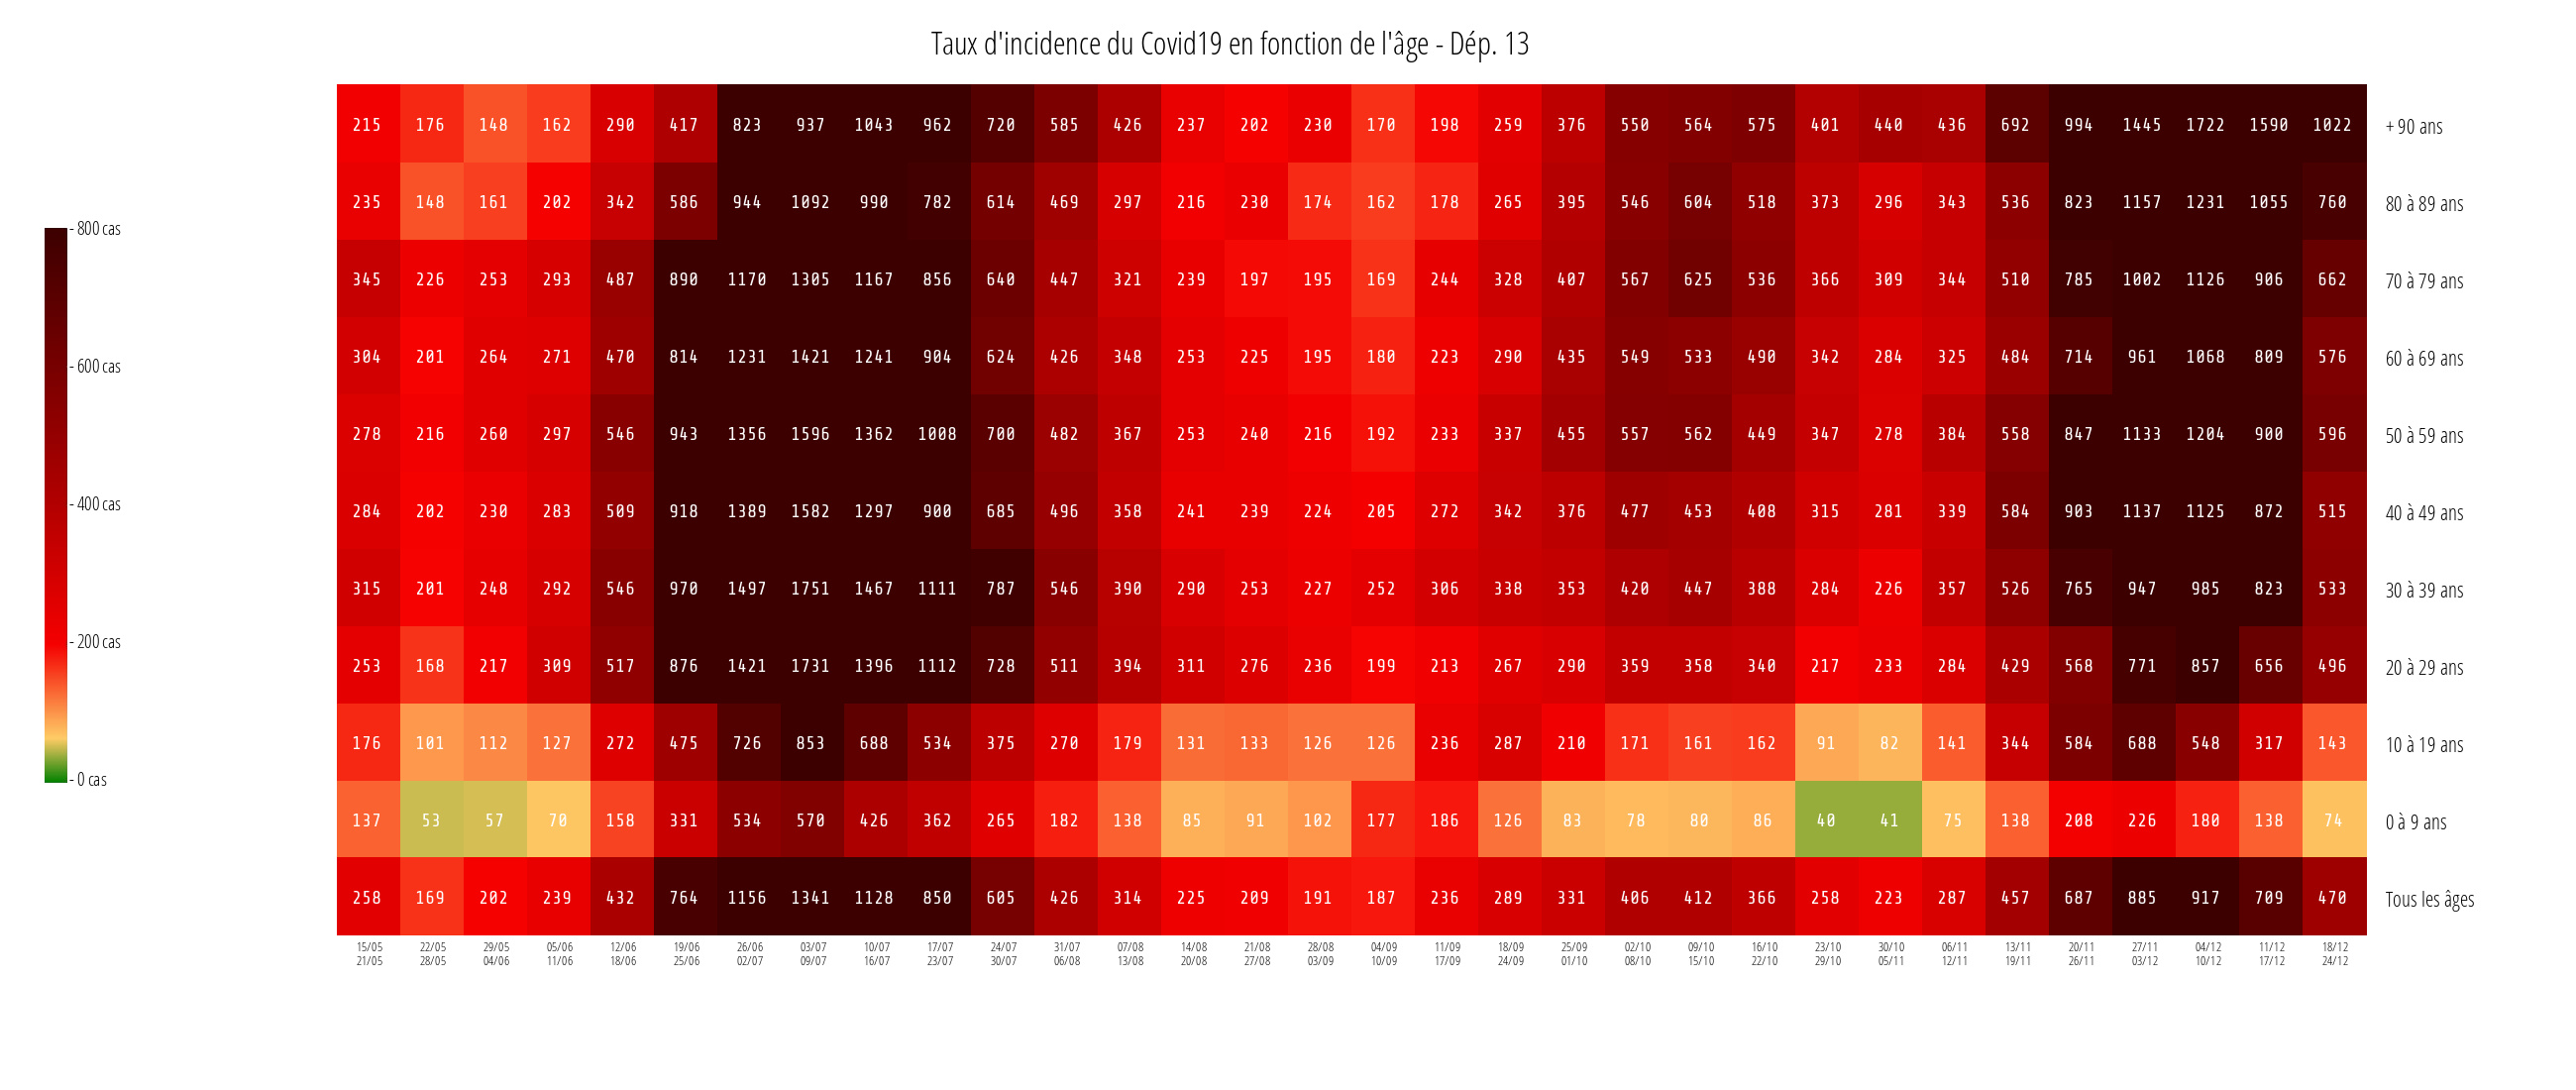 Taux d'incidence du Covid19 en fonction de l'âge - Dép. 13
- 800 cas
- 600 cas
- 400 cas
- 200 cas
- 0 cas
215 176 148 162 290 417 823 937 1043 962 720 585 426 237 202 230 170 198 259 376 550 564 575 401 440 436 692 994 1445 1722 1590 1022 + 90 ans
235 148 161 202 342 586 944 1092 990 782 614 469 297 216 230 174 162 178 265 395 546 604 518 373 296 343 536 823 1157 1231 1055 760 80 à 89 ans
345 226 253 293 487 890 1170 1305 1167 856 640 447 321 239 197 195 169 244 328 407 567 625 536 366 309 344 510 785 1002 1126 906 662 70 à 79 ans
304 201 264 271 470 814 1231 1421 1241 904 624 426 348 253 225 195 180 223 290 435 549 533 490 342 284 325 484 714 961 1068 809 576 60 à 69 ans
278 216 260 297 546 943 1356 1596 1362 1008 700 482 367 253 240 216 192 233 337 455 557 562 449 347 278 384 558 847 1133 1204 900 596 50 à 59 ans
284 202 230 283 509 918 1389 1582 1297 900 685 496 358 241 239 224 205 272 342 376 477 453 408 315 281 339 584 903 1137 1125 872 515 40 à 49 ans
315 201 248 292 546 970 1497 1751 1467 1111 787 546 390 290 253 227 252 306 338 353 420 447 388 284 226 357 526 765 947 985 823 533 30 à 39 ans
253 168 217 309 517 876 1421 1731 1396 1112 728 511 394 311 276 236 199 213 267 290 359 358 340 217 233 284 429 568 771 857 656 496 20 à 29 ans
176 101 112 127 272 475 726 853 688 534 375 270 179 131 133 126 126 236 287 210 171 161 162 91 82 141 344 584 688 548 317 143 10 à 19 ans
137 53 57 70 158 331 534 570 426 362 265 182 138 85 91 102 177 186 126 83 78 80 86 40 41 75 138 208 226 180 138 74 0 à 9 ans
258 169 202 239 432 764 1156 1341 1128 850 605 426 314 225 209 191 187 236 289 331 406 412 366 258 223 287 457 687 885 917 709 470 Tous les âges
15/05 22/05 29/05 05/06 12/06 19/06 26/06 03/07 10/07 17/07 24/07 31/07 07/08 14/08 21/08 28/08 04/09 11/09 18/09 25/09 02/10 09/10 16/10 23/10 30/10 06/11 13/11 20/11 27/11 04/12 11/12 18/12
21/05 28/05 04/06 11/06 18/06 25/06 02/07 09/07 16/07 23/07 30/07 06/08 13/08 20/08 27/08 03/09 10/09 17/09 24/09 01/10 08/10 15/10 22/10 29/10 05/11 12/11 19/11 26/11 03/12 10/12 17/12 24/12